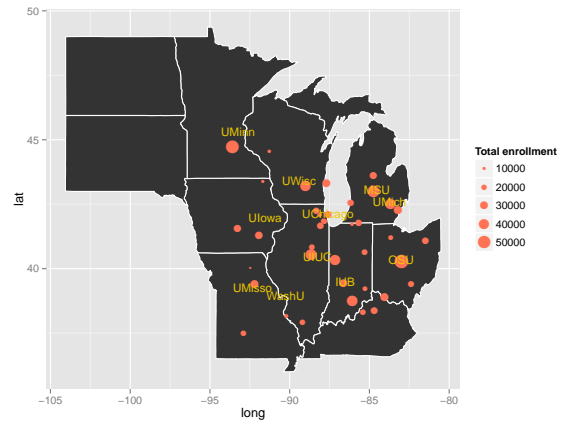 50
45
40
lat
−105
−100
−95
−90
−85
−80
long
UMinn
UWisc
MSU
UMich
UIowa
UChicago
UIUC
OSU
IUB
UMisso
WashU
Total enrollment
10000
20000
30000
40000
50000